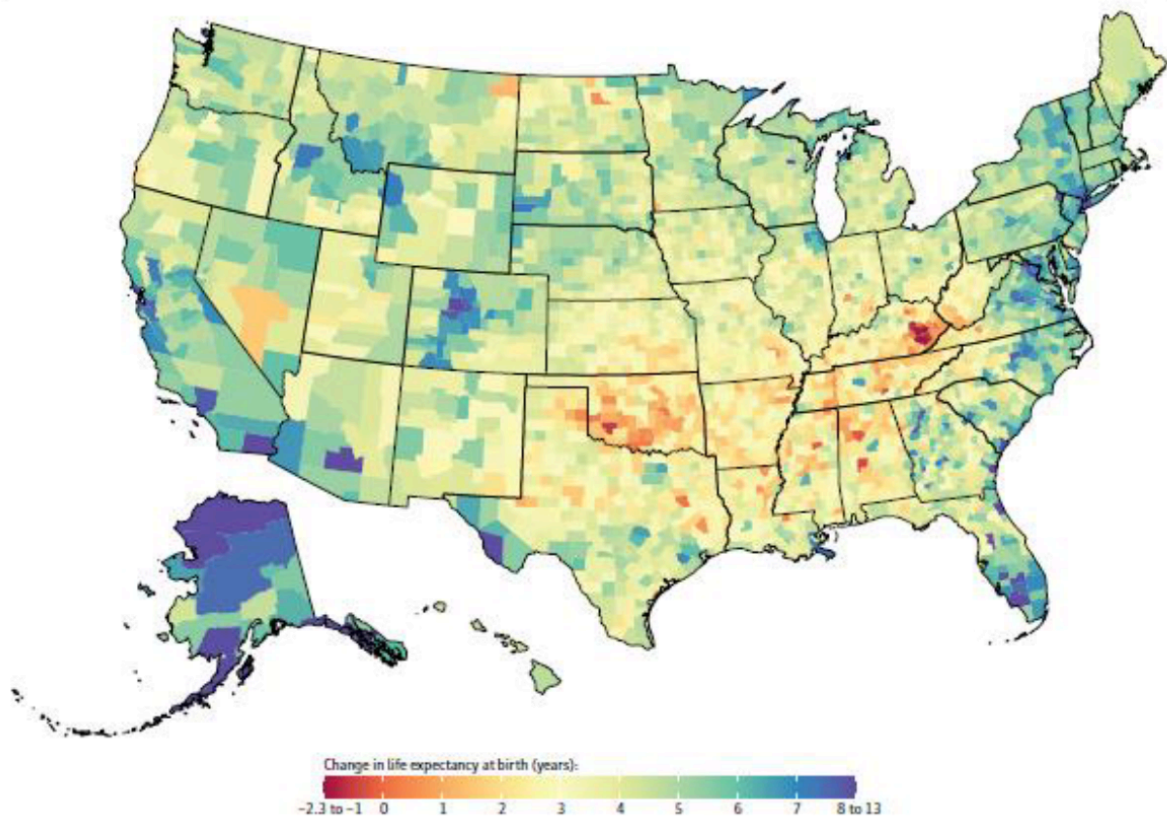 Change in life expectancy at birth (years):
−2.3 to −1 0 1 2 3 4 5 6 7 8 to 13